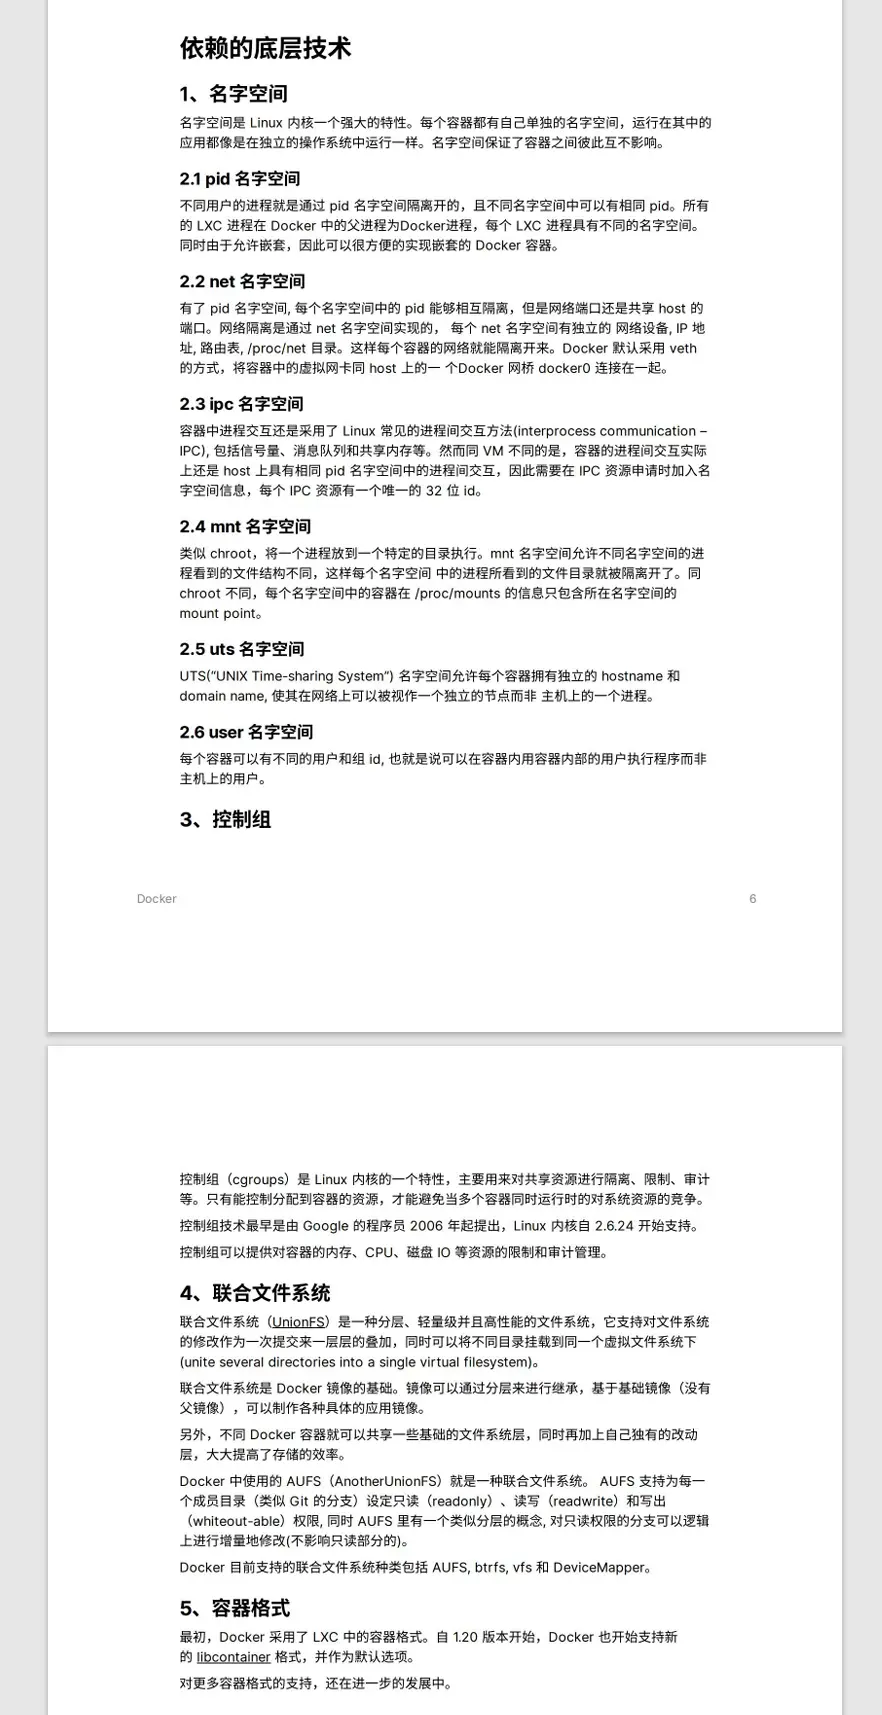 依赖的底层技术
1、名字空间
名字空间是 Linux 内核一个强大的特性。每个容器都有自己单独的名字空间，运行在其中的
应用都像是在独立的操作系统中运行一样。名字空间保证了容器之间彼此互不影响。
2.1 pid 名字空间
不同用户的进程就是通过 pid 名字空间隔离开的，且不同名字空间中可以有相同 pid。所有
的 LXC 进程在 Docker 中的父进程为Docker进程，每个 LXC 进程具有不同的名字空间。
同时由于允许嵌套，因此可以很方便的实现嵌套的 Docker 容器。
2.2 net 名字空间
有了 pid 名字空间, 每个名字空间中的 pid 能够相互隔离，但是网络端口还是共享 host 的
端口。网络隔离是通过 net 名字空间实现的， 每个 net 名字空间有独立的 网络设备, IP 地
址, 路由表, /proc/net 目录。这样每个容器的网络就能隔离开来。Docker 默认采用 veth
的方式，将容器中的虚拟网卡同 host 上的一 个Docker 网桥 docker0 连接在一起。
2.3 ipc 名字空间
容器中进程交互还是采用了 Linux 常见的进程间交互方法(interprocess communication –
IPC), 包括信号量、消息队列和共享内存等。然而同 VM 不同的是，容器的进程间交互实际
上还是 host 上具有相同 pid 名字空间中的进程间交互，因此需要在 IPC 资源申请时加入名
字空间信息，每个 IPC 资源有一个唯一的 32 位 id。
2.4 mnt 名字空间
类似 chroot，将一个进程放到一个特定的目录执行。mnt 名字空间允许不同名字空间的进
程看到的文件结构不同，这样每个名字空间 中的进程所看到的文件目录就被隔离开了。同
chroot 不同，每个名字空间中的容器在 /proc/mounts 的信息只包含所在名字空间的
mount point。
2.5 uts 名字空间
UTS(“UNIX Time-sharing System”) 名字空间允许每个容器拥有独立的 hostname 和
domain name, 使其在网络上可以被视作一个独立的节点而非 主机上的一个进程。
2.6 user 名字空间
每个容器可以有不同的用户和组 id, 也就是说可以在容器内用容器内部的用户执行程序而非
主机上的用户。
3、控制组
Docker 6
控制组（cgroups）是 Linux 内核的一个特性，主要用来对共享资源进行隔离、限制、审计
等。只有能控制分配到容器的资源，才能避免当多个容器同时运行时的对系统资源的竞争。
控制组技术最早是由 Google 的程序员 2006 年起提出，Linux 内核自 2.6.24 开始支持。
控制组可以提供对容器的内存、CPU、磁盘 IO 等资源的限制和审计管理。
4、联合文件系统
联合文件系统（UnionFS）是一种分层、轻量级并且高性能的文件系统，它支持对文件系统
的修改作为一次提交来一层层的叠加，同时可以将不同目录挂载到同一个虚拟文件系统下
(unite several directories into a single virtual filesystem)。
联合文件系统是 Docker 镜像的基础。镜像可以通过分层来进行继承，基于基础镜像（没有
父镜像），可以制作各种具体的应用镜像。
另外，不同 Docker 容器就可以共享一些基础的文件系统层，同时再加上自己独有的改动
层，大大提高了存储的效率。
Docker 中使用的 AUFS（AnotherUnionFS）就是一种联合文件系统。 AUFS 支持为每一
个成员目录（类似 Git 的分支）设定只读（readonly）、读写（readwrite）和写出
（whiteout-able）权限, 同时 AUFS 里有一个类似分层的概念, 对只读权限的分支可以逻辑
上进行增量地修改(不影响只读部分的)。
Docker 目前支持的联合文件系统种类包括 AUFS, btrfs, vfs 和 DeviceMapper。
5、容器格式
最初，Docker 采用了 LXC 中的容器格式。自 1.20 版本开始，Docker 也开始支持新
的 libcontainer 格式，并作为默认选项。
对更多容器格式的支持，还在进一步的发展中。